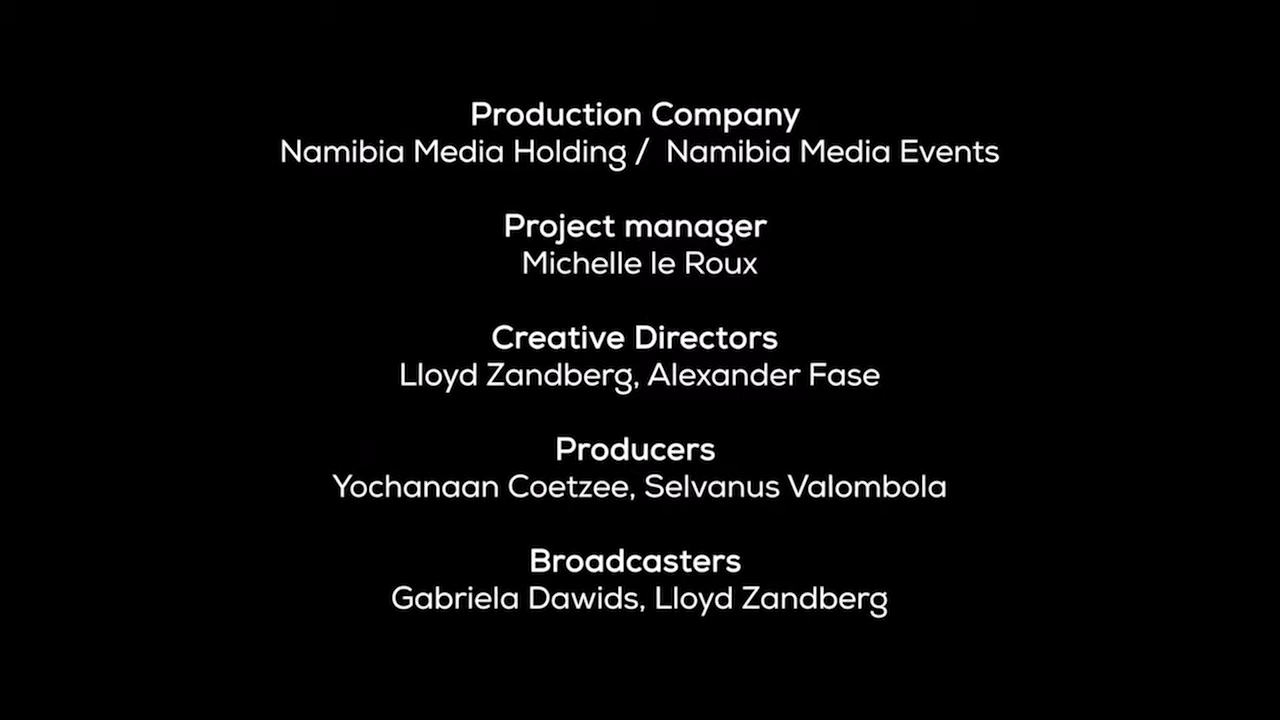 Production Company
Namibia Media Holding /  Namibia Media Events
Project manager
Michelle le Roux
Creative Directors
Lloyd Zandberg, Alexander Fase
Producers
Yochanaan Coetzee, Selvanus Valombola
Broadcasters
Gabriela Dawids, Lloyd Zandberg